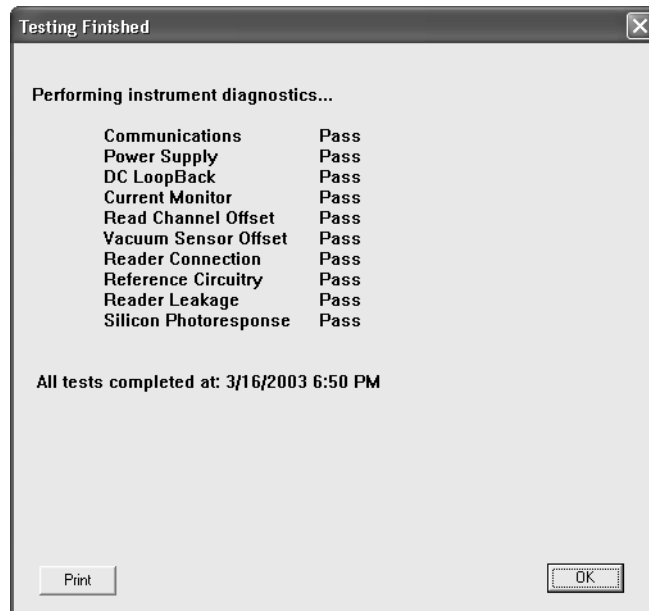 Testing Finished
Performing instrument diagnostics...
Communications Pass
Power Supply Pass
DC LoopBack Pass
Current Monitor Pass
Read Channel Offset Pass
Vacuum Sensor Offset Pass
Reader Connection Pass
Reference Circuitry Pass
Reader Leakage Pass
Silicon Photoresponse Pass
All tests completed at: 3/16/2003 6:50 PM
Print OK